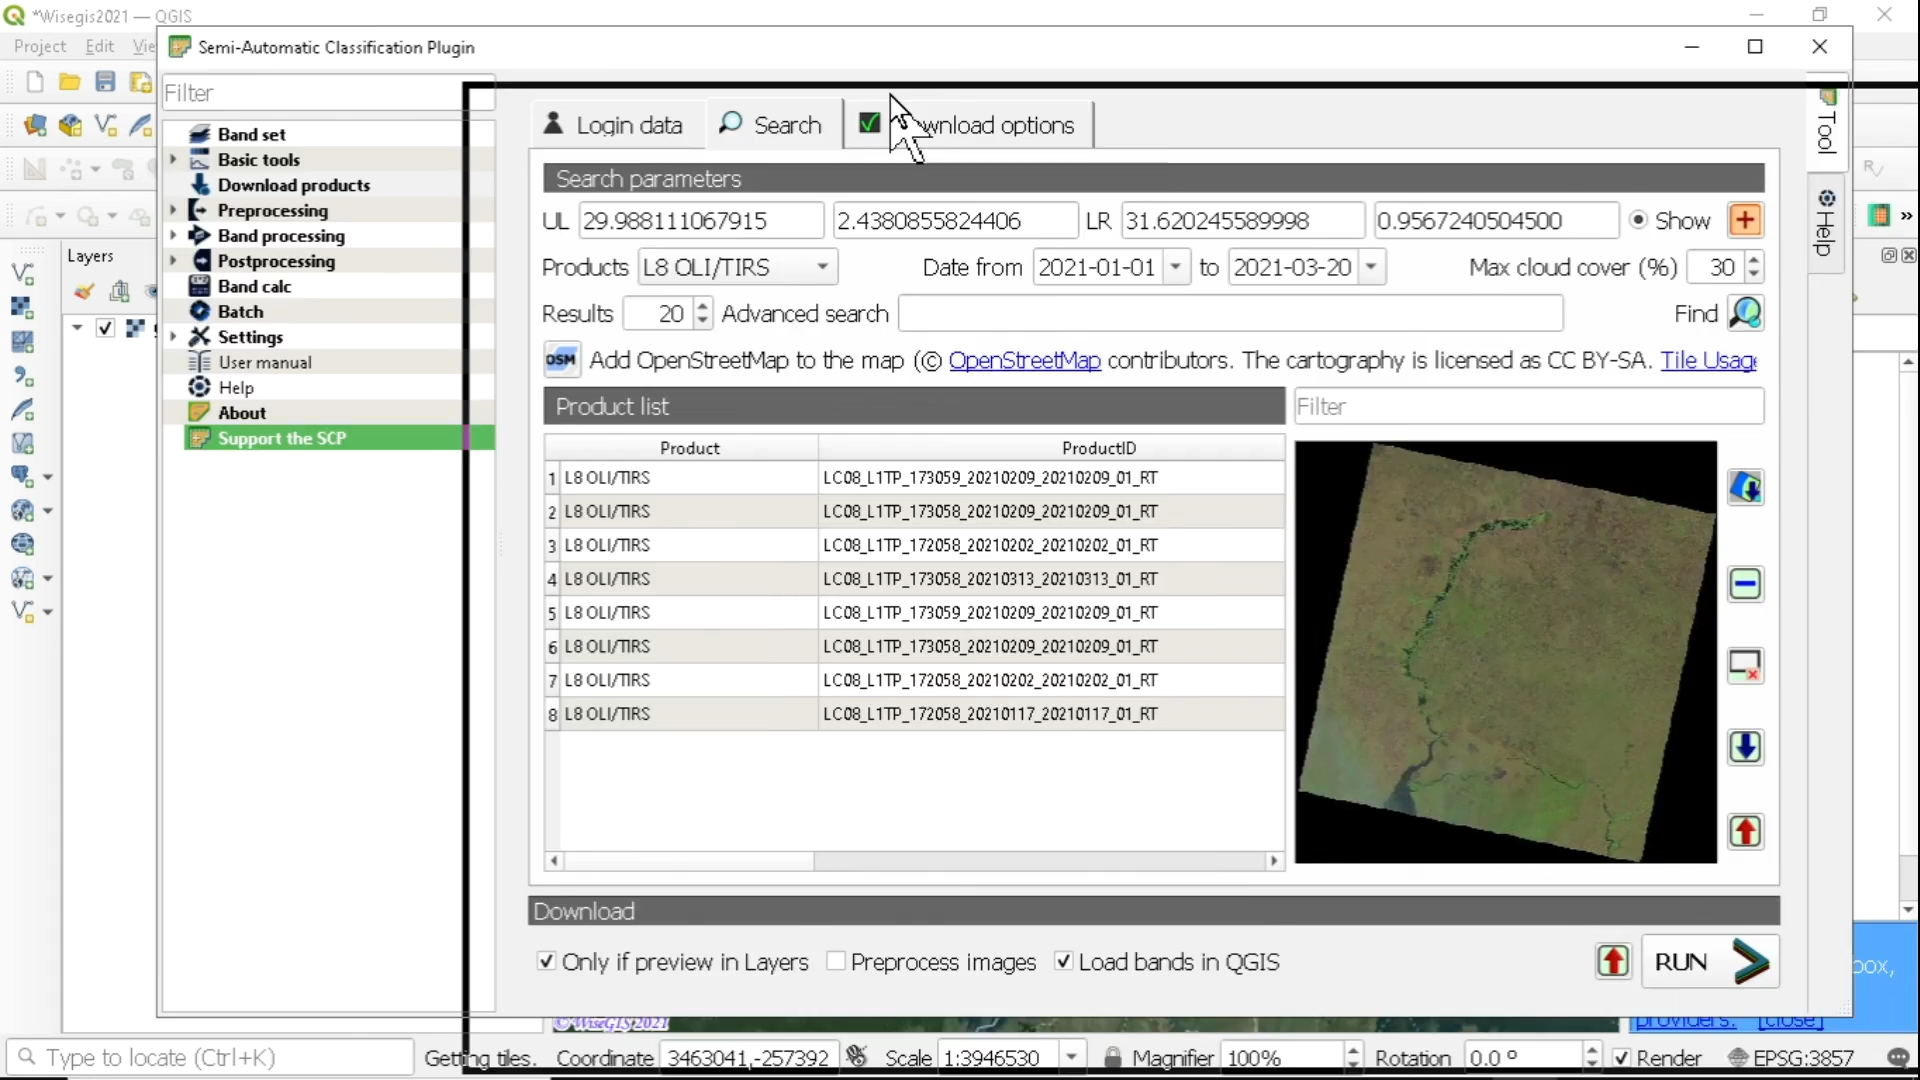 *Wisegis2021 — QGIS
Project Edit Vie
Semi-Automatic Classification Plugin
Filter
Band set
Basic tools
Download products
Preprocessing
Band processing
Postprocessing
Band calc
Batch
Settings
User manual
Help
About
Support the SCP
Layers
Login data Search wnload options
Tool
Help
Search parameters
UL 29.988111067915 2.4380855824406 LR 31.620245589998 0.9567240504500 Show
Products L8 OLI/TIRS Date from 2021-01-01 to 2021-03-20 Max cloud cover (%) 30
Results 20 Advanced search Find
OSM Add OpenStreetMap to the map (© OpenStreetMap contributors. The cartography is licensed as CC BY-SA. Tile Usage
Product list Filter
Product ProductID
1 L8 OLI/TIRS LC08_L1TP_173059_20210209_20210209_01_RT
2 L8 OLI/TIRS LC08_L1TP_173058_20210209_20210209_01_RT
3 L8 OLI/TIRS LC08_L1TP_172058_20210202_20210202_01_RT
4 L8 OLI/TIRS LC08_L1TP_173058_20210313_20210313_01_RT
5 L8 OLI/TIRS LC08_L1TP_173059_20210209_20210209_01_RT
6 L8 OLI/TIRS LC08_L1TP_173058_20210209_20210209_01_RT
7 L8 OLI/TIRS LC08_L1TP_172058_20210202_20210202_01_RT
8 L8 OLI/TIRS LC08_L1TP_172058_20210117_20210117_01_RT
Download
Only if preview in Layers Preprocess images Load bands in QGIS RUN
box,
© WiseGIS 2021
providers. [close]
Type to locate (Ctrl+K) Getting tiles. Coordinate 3463041,-257392 Scale 1:3946530 Magnifier 100% Rotation 0.0 ° Render EPSG:3857